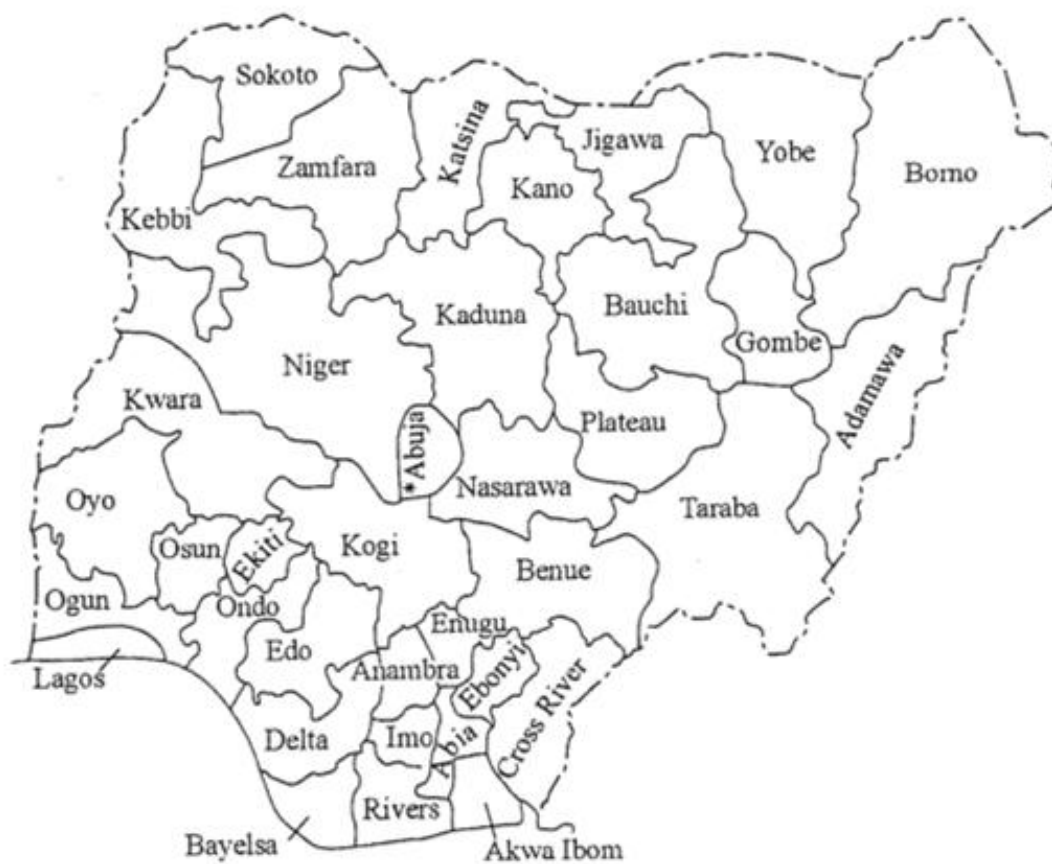 Sokoto
Katsina
Jigawa
Yobe
Borno
Zamfara
Kano
Kebbi
Kaduna
Bauchi
Gombe
Niger
Adamawa
Kwara
Plateau
*Abuja
Nasarawa
Taraba
Oyo
Osun
Ekiti
Kogi
Benue
Ogun
Ondo
Enugu
Edo
Anambra
Ebonyi
Lagos
Cross River
Delta
Imo
Abia
Rivers
Bayelsa
Akwa Ibom